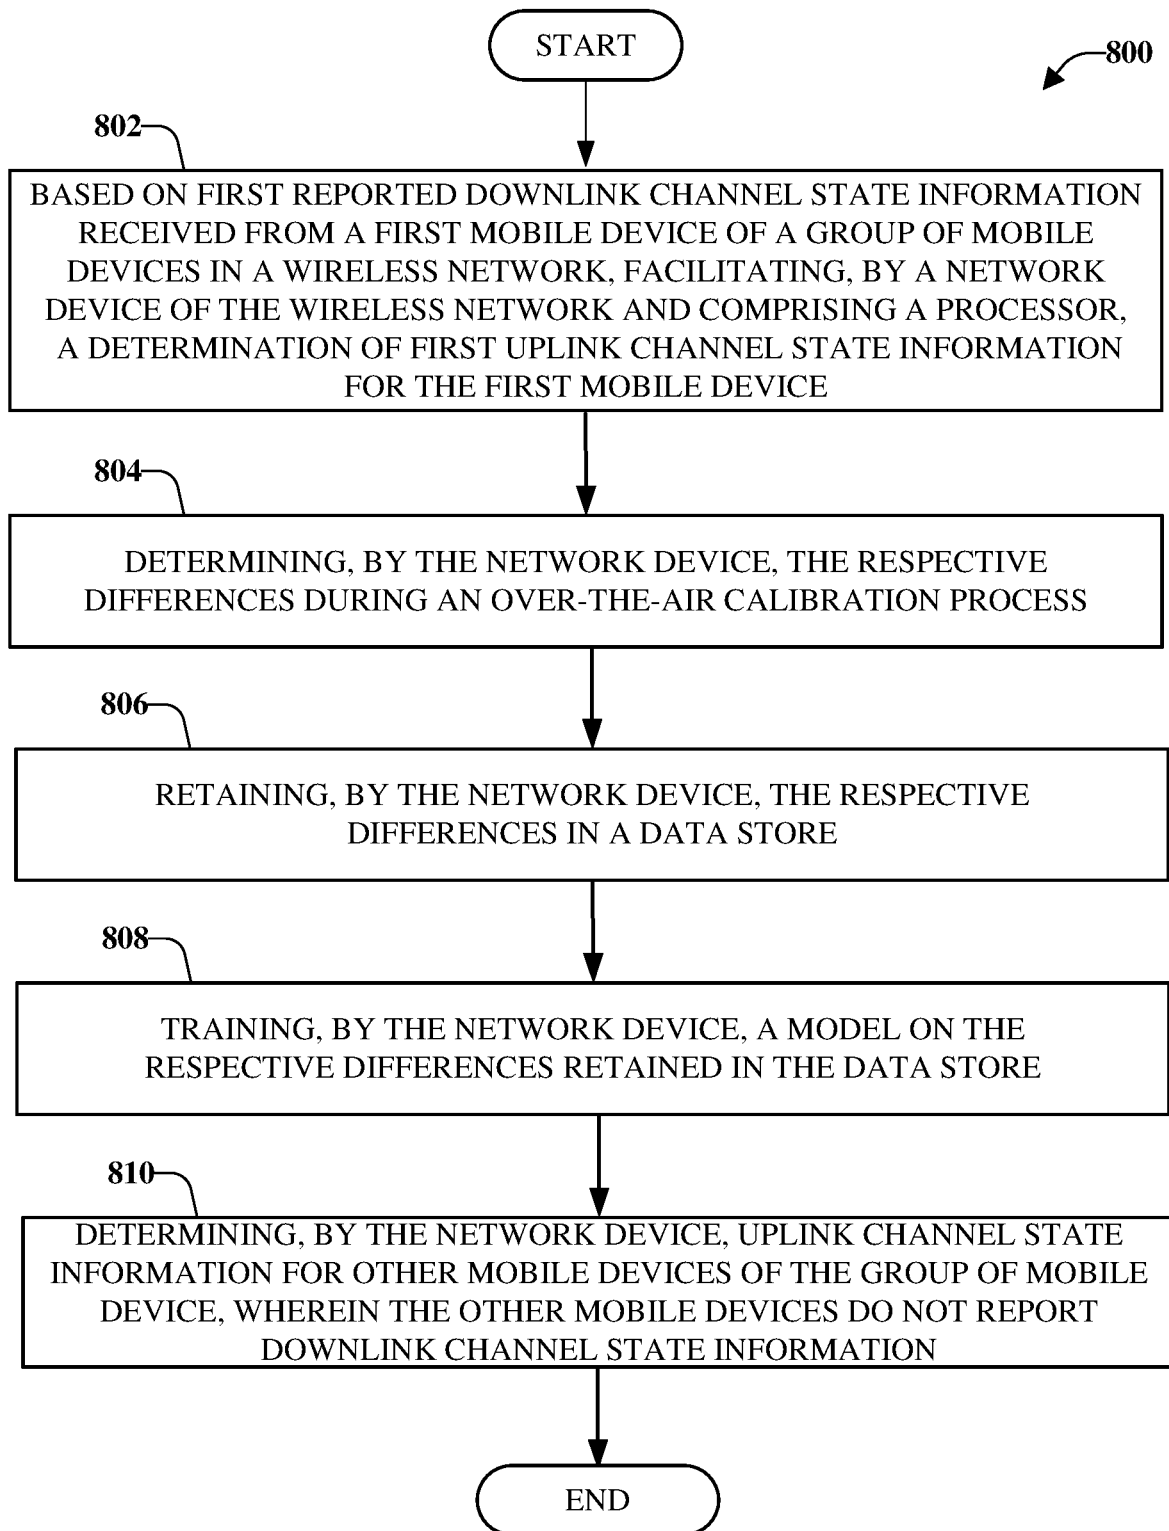 START
800
802
BASED ON FIRST REPORTED DOWNLINK CHANNEL STATE INFORMATION
RECEIVED FROM A FIRST MOBILE DEVICE OF A GROUP OF MOBILE
DEVICES IN A WIRELESS NETWORK, FACILITATING, BY A NETWORK
DEVICE OF THE WIRELESS NETWORK AND COMPRISING A PROCESSOR,
A DETERMINATION OF FIRST UPLINK CHANNEL STATE INFORMATION
FOR THE FIRST MOBILE DEVICE
804
DETERMINING, BY THE NETWORK DEVICE, THE RESPECTIVE
DIFFERENCES DURING AN OVER-THE-AIR CALIBRATION PROCESS
806
RETAINING, BY THE NETWORK DEVICE, THE RESPECTIVE
DIFFERENCES IN A DATA STORE
808
TRAINING, BY THE NETWORK DEVICE, A MODEL ON THE
RESPECTIVE DIFFERENCES RETAINED IN THE DATA STORE
810
DETERMINING, BY THE NETWORK DEVICE, UPLINK CHANNEL STATE
INFORMATION FOR OTHER MOBILE DEVICES OF THE GROUP OF MOBILE
DEVICE, WHEREIN THE OTHER MOBILE DEVICES DO NOT REPORT
DOWNLINK CHANNEL STATE INFORMATION
END